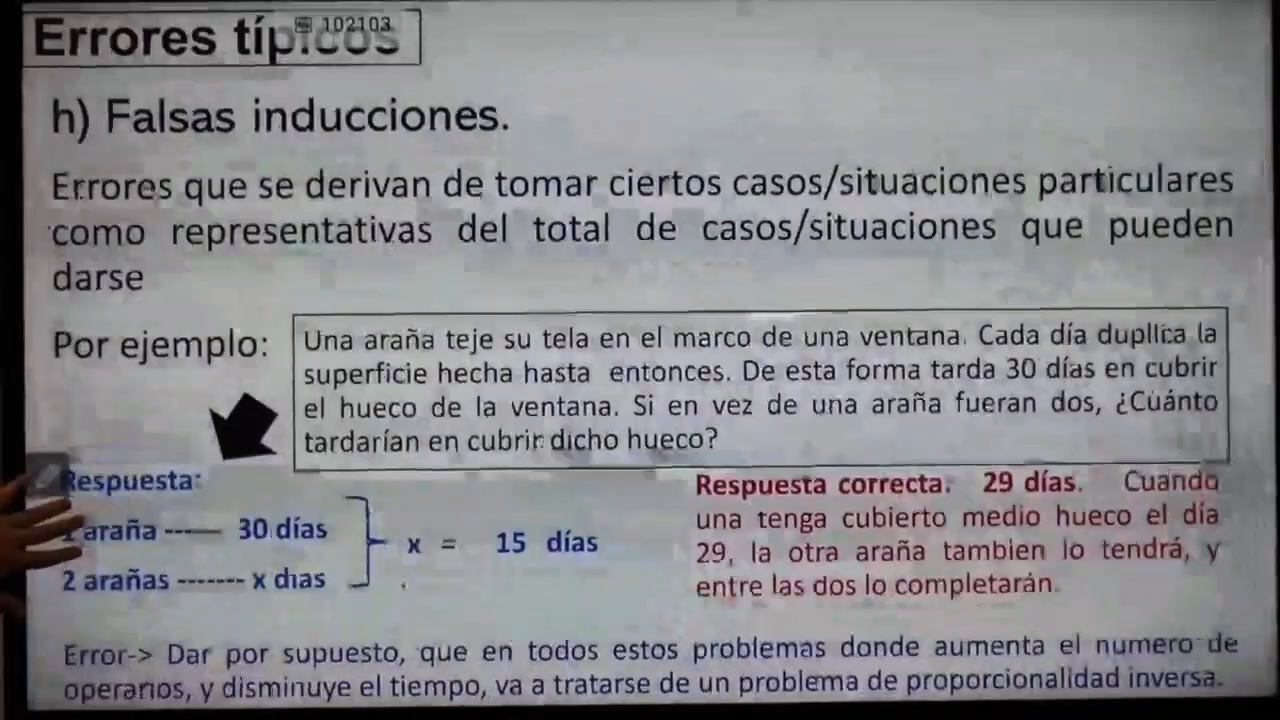 Errores típicos
102103
h) Falsas inducciones.
Errores que se derivan de tomar ciertos casos/situaciones particulares
como representativas del total de casos/situaciones que pueden
darse
Por ejemplo:
Una araña teje su tela en el marco de una ventana. Cada día duplica la
superficie hecha hasta entonces. De esta forma tarda 30 días en cubrir
el hueco de la ventana. Si en vez de una araña fueran dos, ¿Cuánto
tardarían en cubrir dicho hueco?
Respuesta:
1 araña ------ 30 días
2 arañas ------- x dias
x = 15 días
Respuesta correcta: 29 días. Cuando
una tenga cubierto medio hueco el día
29, la otra araña tambien lo tendrá, y
entre las dos lo completarán.
Error-> Dar por supuesto, que en todos estos problemas donde aumenta el numero de
operarios, y disminuye el tiempo, va a tratarse de un problema de proporcionalidad inversa.